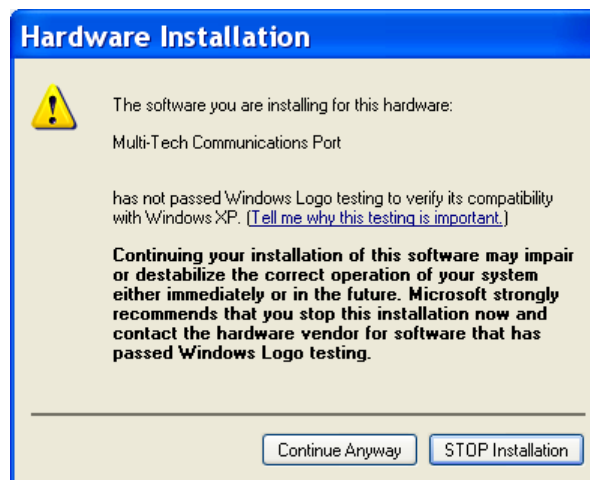 Hardware Installation
The software you are installing for this hardware:
Multi-Tech Communications Port
has not passed Windows Logo testing to verify its compatibility
with Windows XP. (Tell me why this testing is important.)
Continuing your installation of this software may impair
or destabilize the correct operation of your system
either immediately or in the future. Microsoft strongly
recommends that you stop this installation now and
contact the hardware vendor for software that has
passed Windows Logo testing.
Continue Anyway
STOP Installation